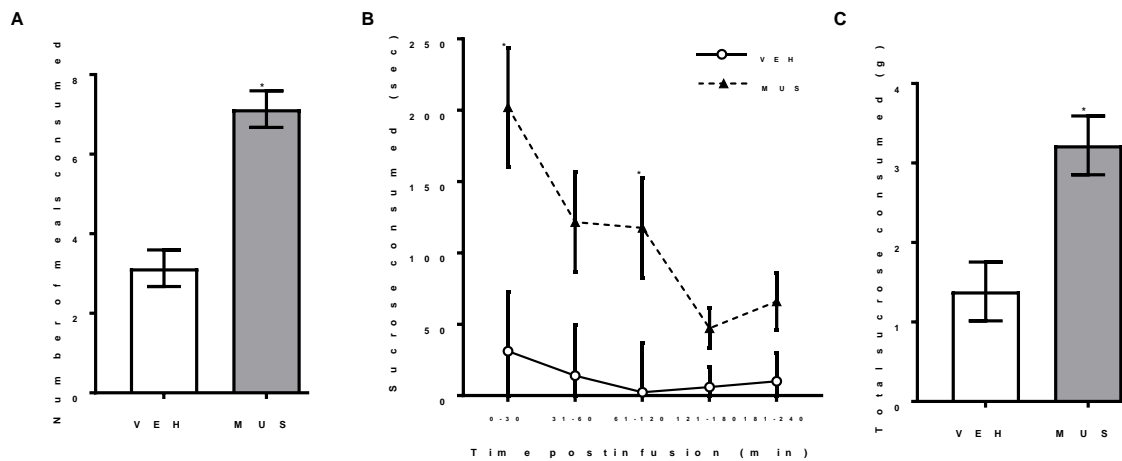 A
Number of meals consumed
8
6
4
2
0
VEH MUS
*
B
Sucrose consumed (sec)
250
200
150
100
50
0
*
*
VEH
MUS
0-30 31-60 61-120 121-180 181-240
Time postinfusion (min)
C
Total sucrose consumed (g)
4
3
2
1
0
*
VEH MUS